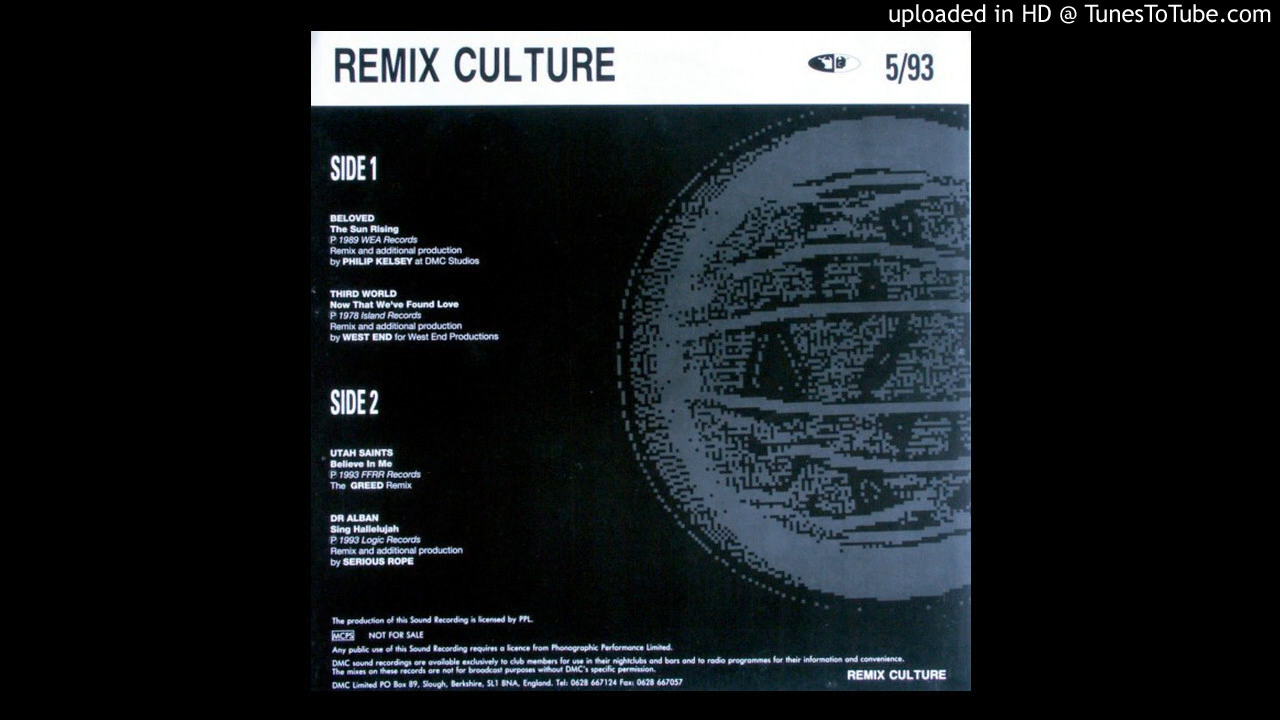 uploaded in HD @ TunesToTube.com
REMIX CULTURE
5/93
SIDE 1
BELOVED
The Sun Rising
P 1989 WEA Records
Remix and additional production
by PHILIP KELSEY at DMC Studios
THIRD WORLD
Now That We've Found Love
P 1978 Island Records
Remix and additional production
by WEST END for West End Productions
SIDE 2
UTAH SAINTS
Believe In Me
P 1993 FFRR Records
The GREED Remix
DR ALBAN
Sing Hallelujah
P 1993 Logic Records
Remix and additional production
by SERIOUS ROPE
The production of this Sound Recording is licensed by PPL.
MCPS NOT FOR SALE
Any public use of this Sound Recording requires a licence from Phonographic Performance Limited.
DMC sound recordings are available exclusively to club members for use in their nightclubs and bars and to radio programmes for their information and convenience.
The mixes on these records are not for broadcast purposes without DMC's specific permission.
DMC Limited PO Box 89, Slough, Berkshire, SL1 8NA, England. Tel: 0628 667124 Fax: 0628 667057
REMIX CULTURE